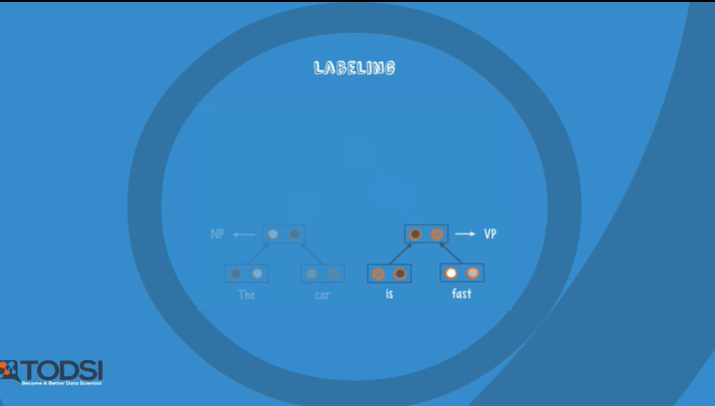 LABELING
NP
VP
The car is fast
TODSI
Become A Better Data Scientist